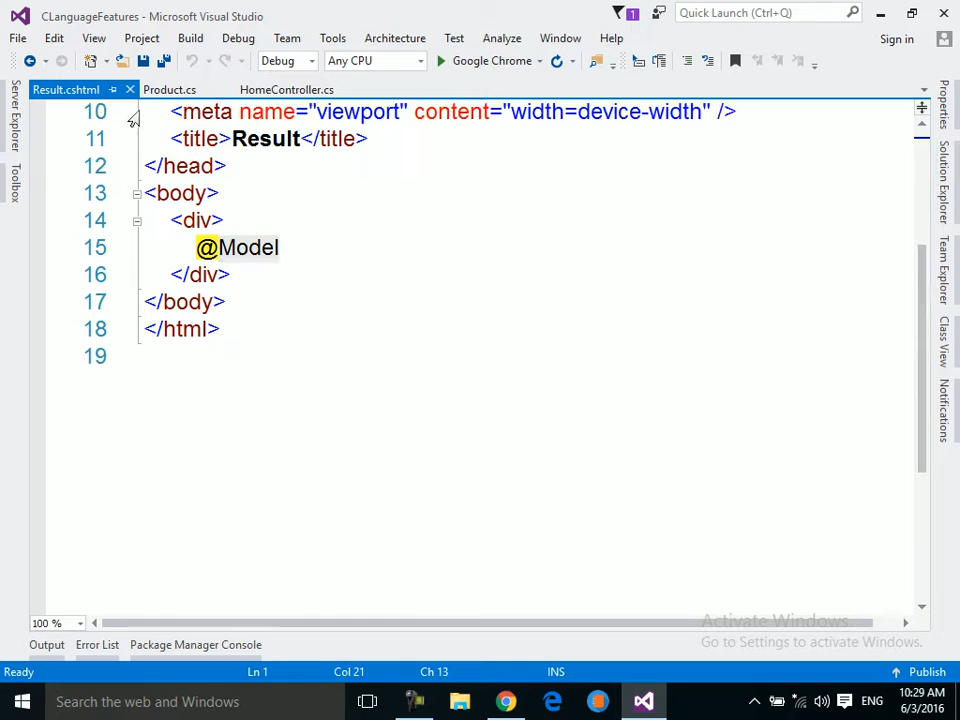 CLanguageFeatures - Microsoft Visual Studio
1
Quick Launch (Ctrl+Q)
File Edit View Project Build Debug Team Tools Architecture Test Analyze Window Help Sign in
Debug Any CPU Google Chrome
Result.cshtml Product.cs HomeController.cs
Server Explorer
Toolbox
10 <meta name="viewport" content="width=device-width" />
11 <title>Result</title>
12 </head>
13 <body>
14 <div>
15 @Model
16 </div>
17 </body>
18 </html>
19
Properties
Solution Explorer
Team Explorer
Class View
Notifications
100 %
Activate Windows
Go to Settings to activate Windows.
Output Error List Package Manager Console
Ready Ln 1 Col 21 Ch 13 INS Publish
Search the web and Windows
ENG
10:29 AM
6/3/2016